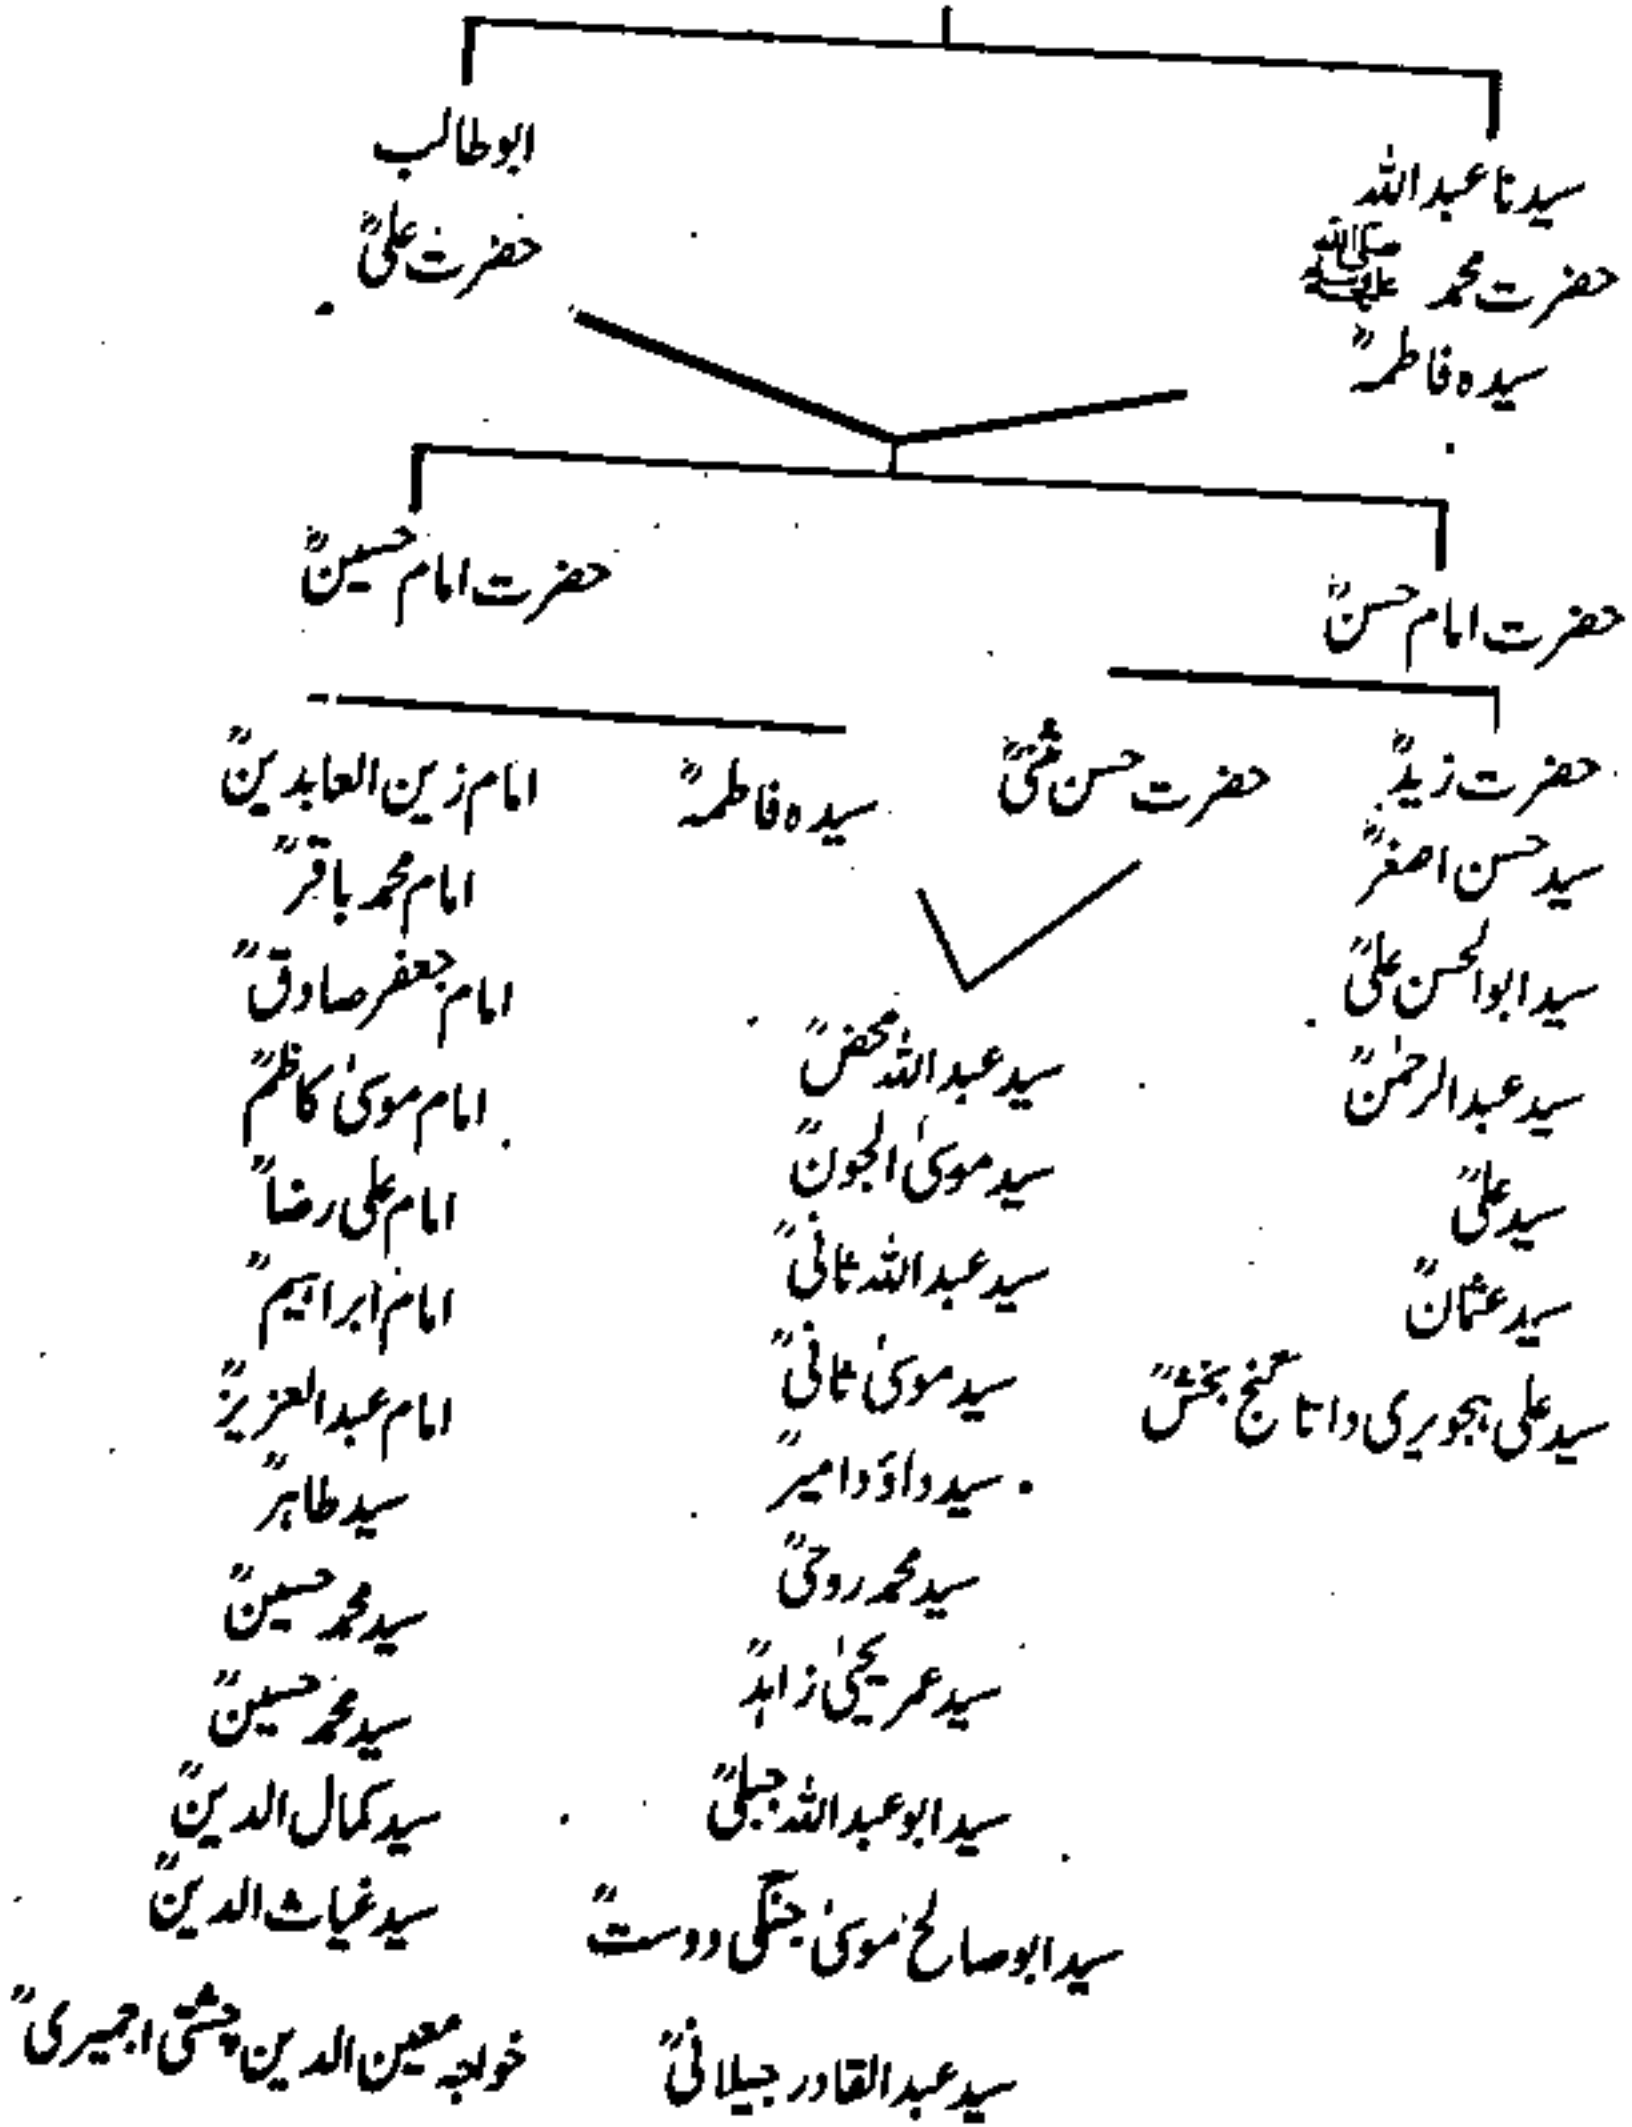 سیدنا عبداللہ
حضرت محمد ﷺ
سیدہ فاطمہؓ
ابوطالب
حضرت علیؓ
حضرت امام حسنؓ
حضرت امام حسینؓ
حضرت زیدؒ
سید حسن اصغرؒ
سید ابوالحسن علیؒ
سید عبدالرحمٰنؒ
سید علیؒ
سید عثمانؒ
سید علی ہجویری داتا گنج بخشؒ
حضرت حسن مثنیؒ
سیدہ فاطمہؒ
سید عبداللہ محضؒ
سید موسیٰ الجونؒ
سید عبداللہ ثانیؒ
سید موسیٰ ثانیؒ
سید داؤد امیرؒ
سید محمد روحیؒ
سید عمر یحییٰ زاہدؒ
سید ابو عبداللہ جبلیؒ
سید ابو صالح موسیٰ جنگی دوستؒ
سید عبدالقادر جیلانیؒ
امام زین العابدینؒ
امام محمد باقرؒ
امام جعفر صادقؒ
امام موسیٰ کاظمؒ
امام علی رضاؒ
امام ابراہیمؒ
امام عبدالعزیزؒ
سید طاہرؒ
سید محمد حسینؒ
سید محمد حسینؒ
سید کمال الدینؒ
سید غیاث الدینؒ
خواجہ معین الدین چشتی اجمیریؒ